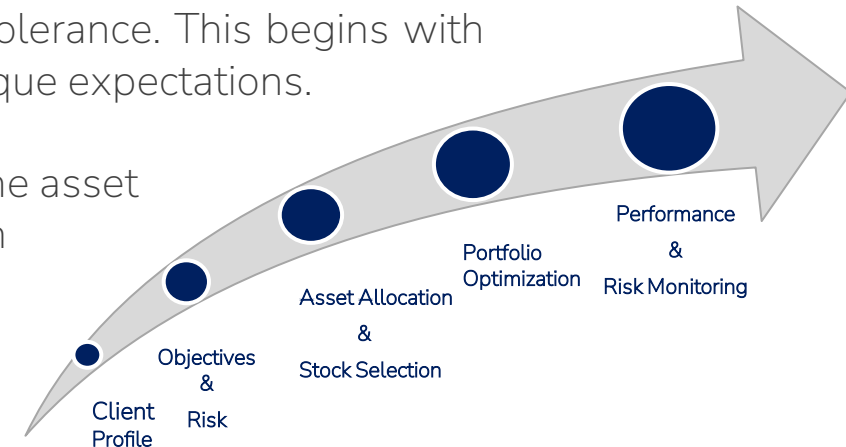 olerance. This begins with
que expectations.
ne asset
n
Performance
&
Risk Monitoring
Portfolio
Optimization
Asset Allocation
&
Stock Selection
Objectives
&
Risk
Client
Profile